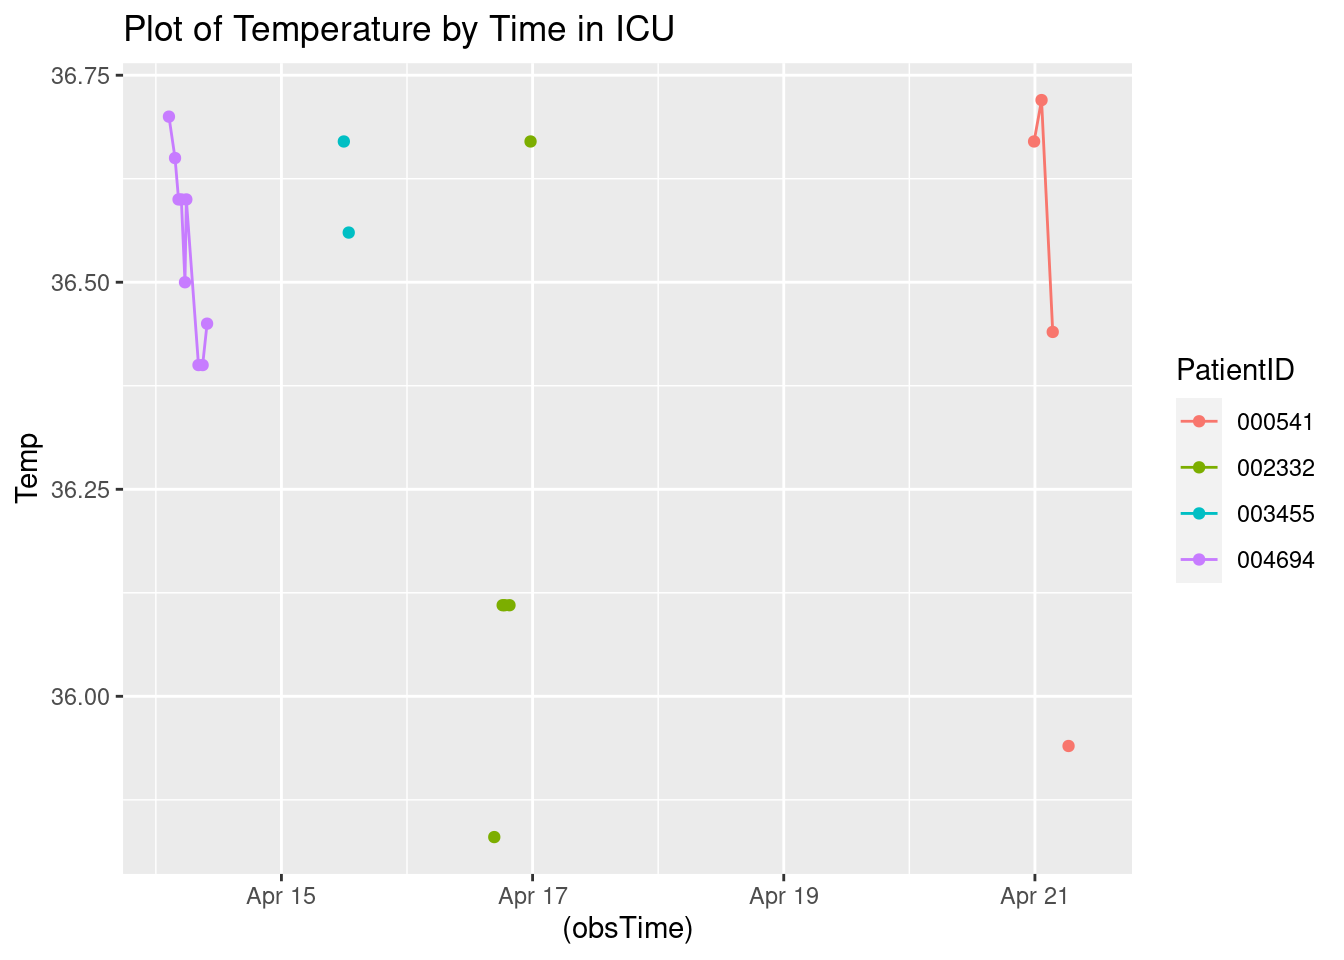 Plot of Temperature by Time in ICU
36.75
36.50
36.25
36.00
Temp
Apr 15
Apr 17
Apr 19
Apr 21
(obsTime)
PatientID
000541
002332
003455
004694